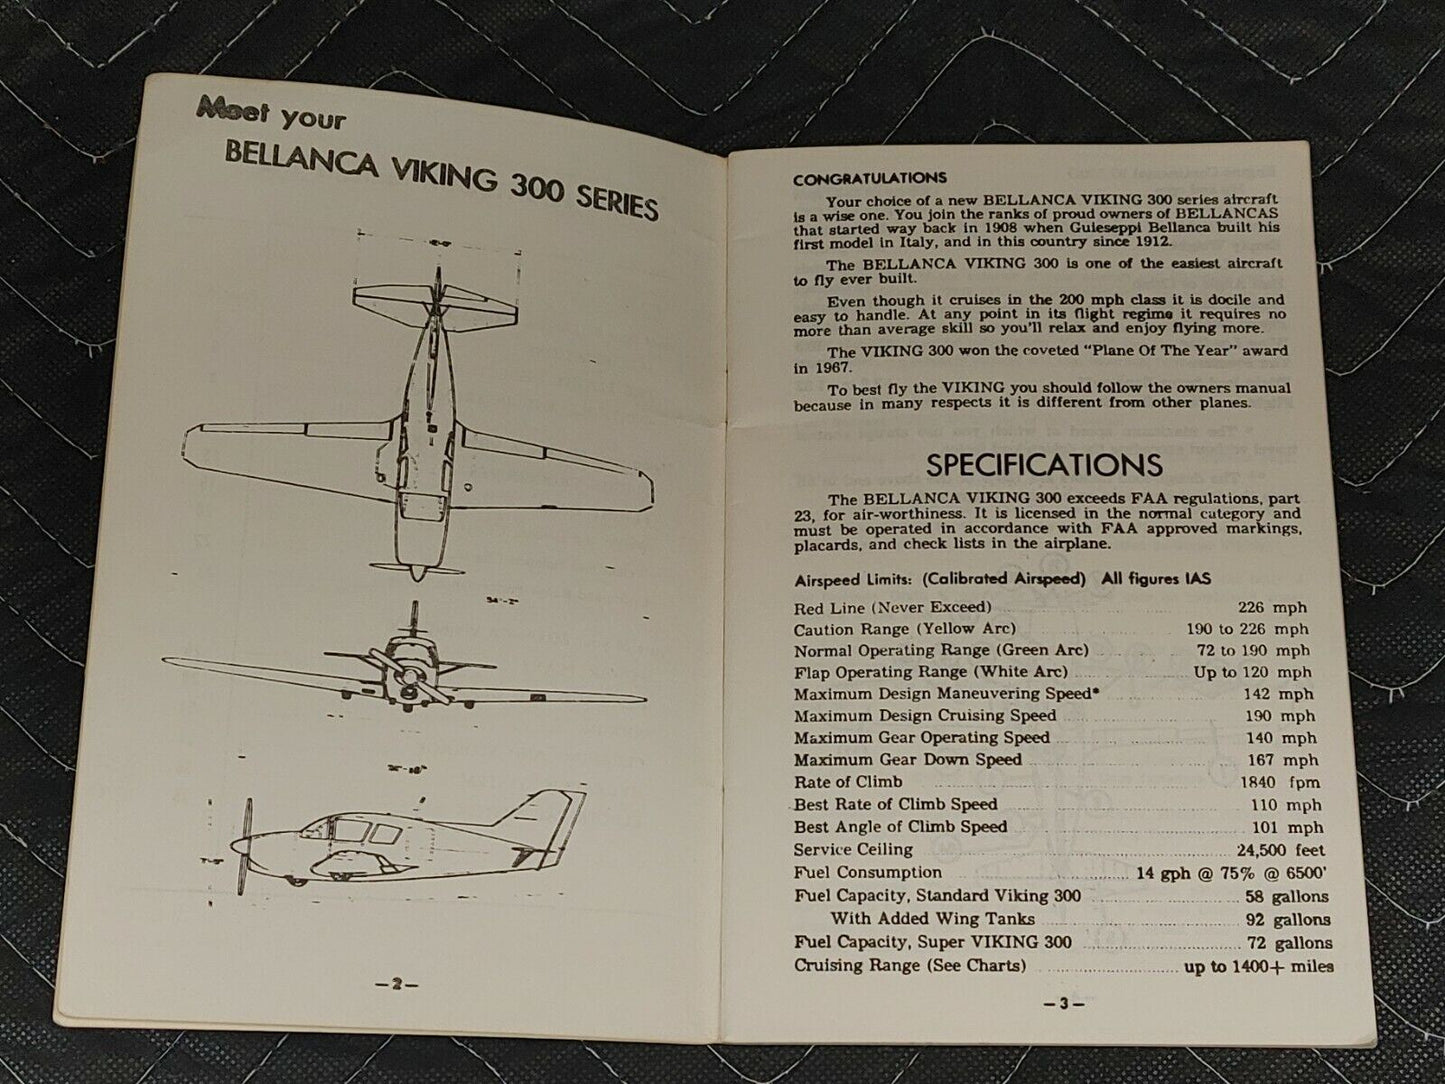 Meet your
BELLANCA VIKING 300 SERIES
34'-2"
- 2 -
CONGRATULATIONS
Your choice of a new BELLANCA VIKING 300 series aircraft
is a wise one. You join the ranks of proud owners of BELLANCAS
that started way back in 1908 when Guieseppi Bellanca built his
first model in Italy, and in this country since 1912.
The BELLANCA VIKING 300 is one of the easiest aircraft
to fly ever built.
Even though it cruises in the 200 mph class it is docile and
easy to handle. At any point in its flight regime it requires no
more than average skill so you'll relax and enjoy flying more.
The VIKING 300 won the coveted "Plane Of The Year" award
in 1967.
To best fly the VIKING you should follow the owners manual
because in many respects it is different from other planes.
SPECIFICATIONS
The BELLANCA VIKING 300 exceeds FAA regulations, part
23, for air-worthiness. It is licensed in the normal category and
must be operated in accordance with FAA approved markings,
placards, and check lists in the airplane.
Airspeed Limits: (Calibrated Airspeed) All figures IAS
Red Line (Never Exceed) 226 mph
Caution Range (Yellow Arc) 190 to 226 mph
Normal Operating Range (Green Arc) 72 to 190 mph
Flap Operating Range (White Arc) Up to 120 mph
Maximum Design Maneuvering Speed* 142 mph
Maximum Design Cruising Speed 190 mph
Maximum Gear Operating Speed 140 mph
Maximum Gear Down Speed 167 mph
Rate of Climb 1840 fpm
Best Rate of Climb Speed 110 mph
Best Angle of Climb Speed 101 mph
Service Ceiling 24,500 feet
Fuel Consumption 14 gph @ 75% @ 6500'
Fuel Capacity, Standard Viking 300 58 gallons
With Added Wing Tanks 92 gallons
Fuel Capacity, Super VIKING 300 72 gallons
Cruising Range (See Charts) up to 1400+ miles
- 3 -